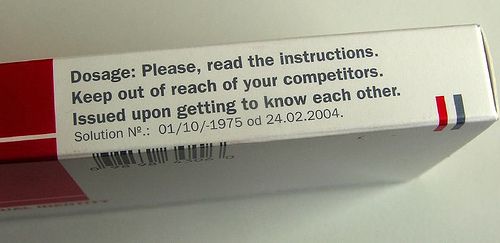 Dosage: Please, read the instructions.
Keep out of reach of your competitors.
Issued upon getting to know each other.
Solution Nº.: 01/10/-1975 od 24.02.2004.